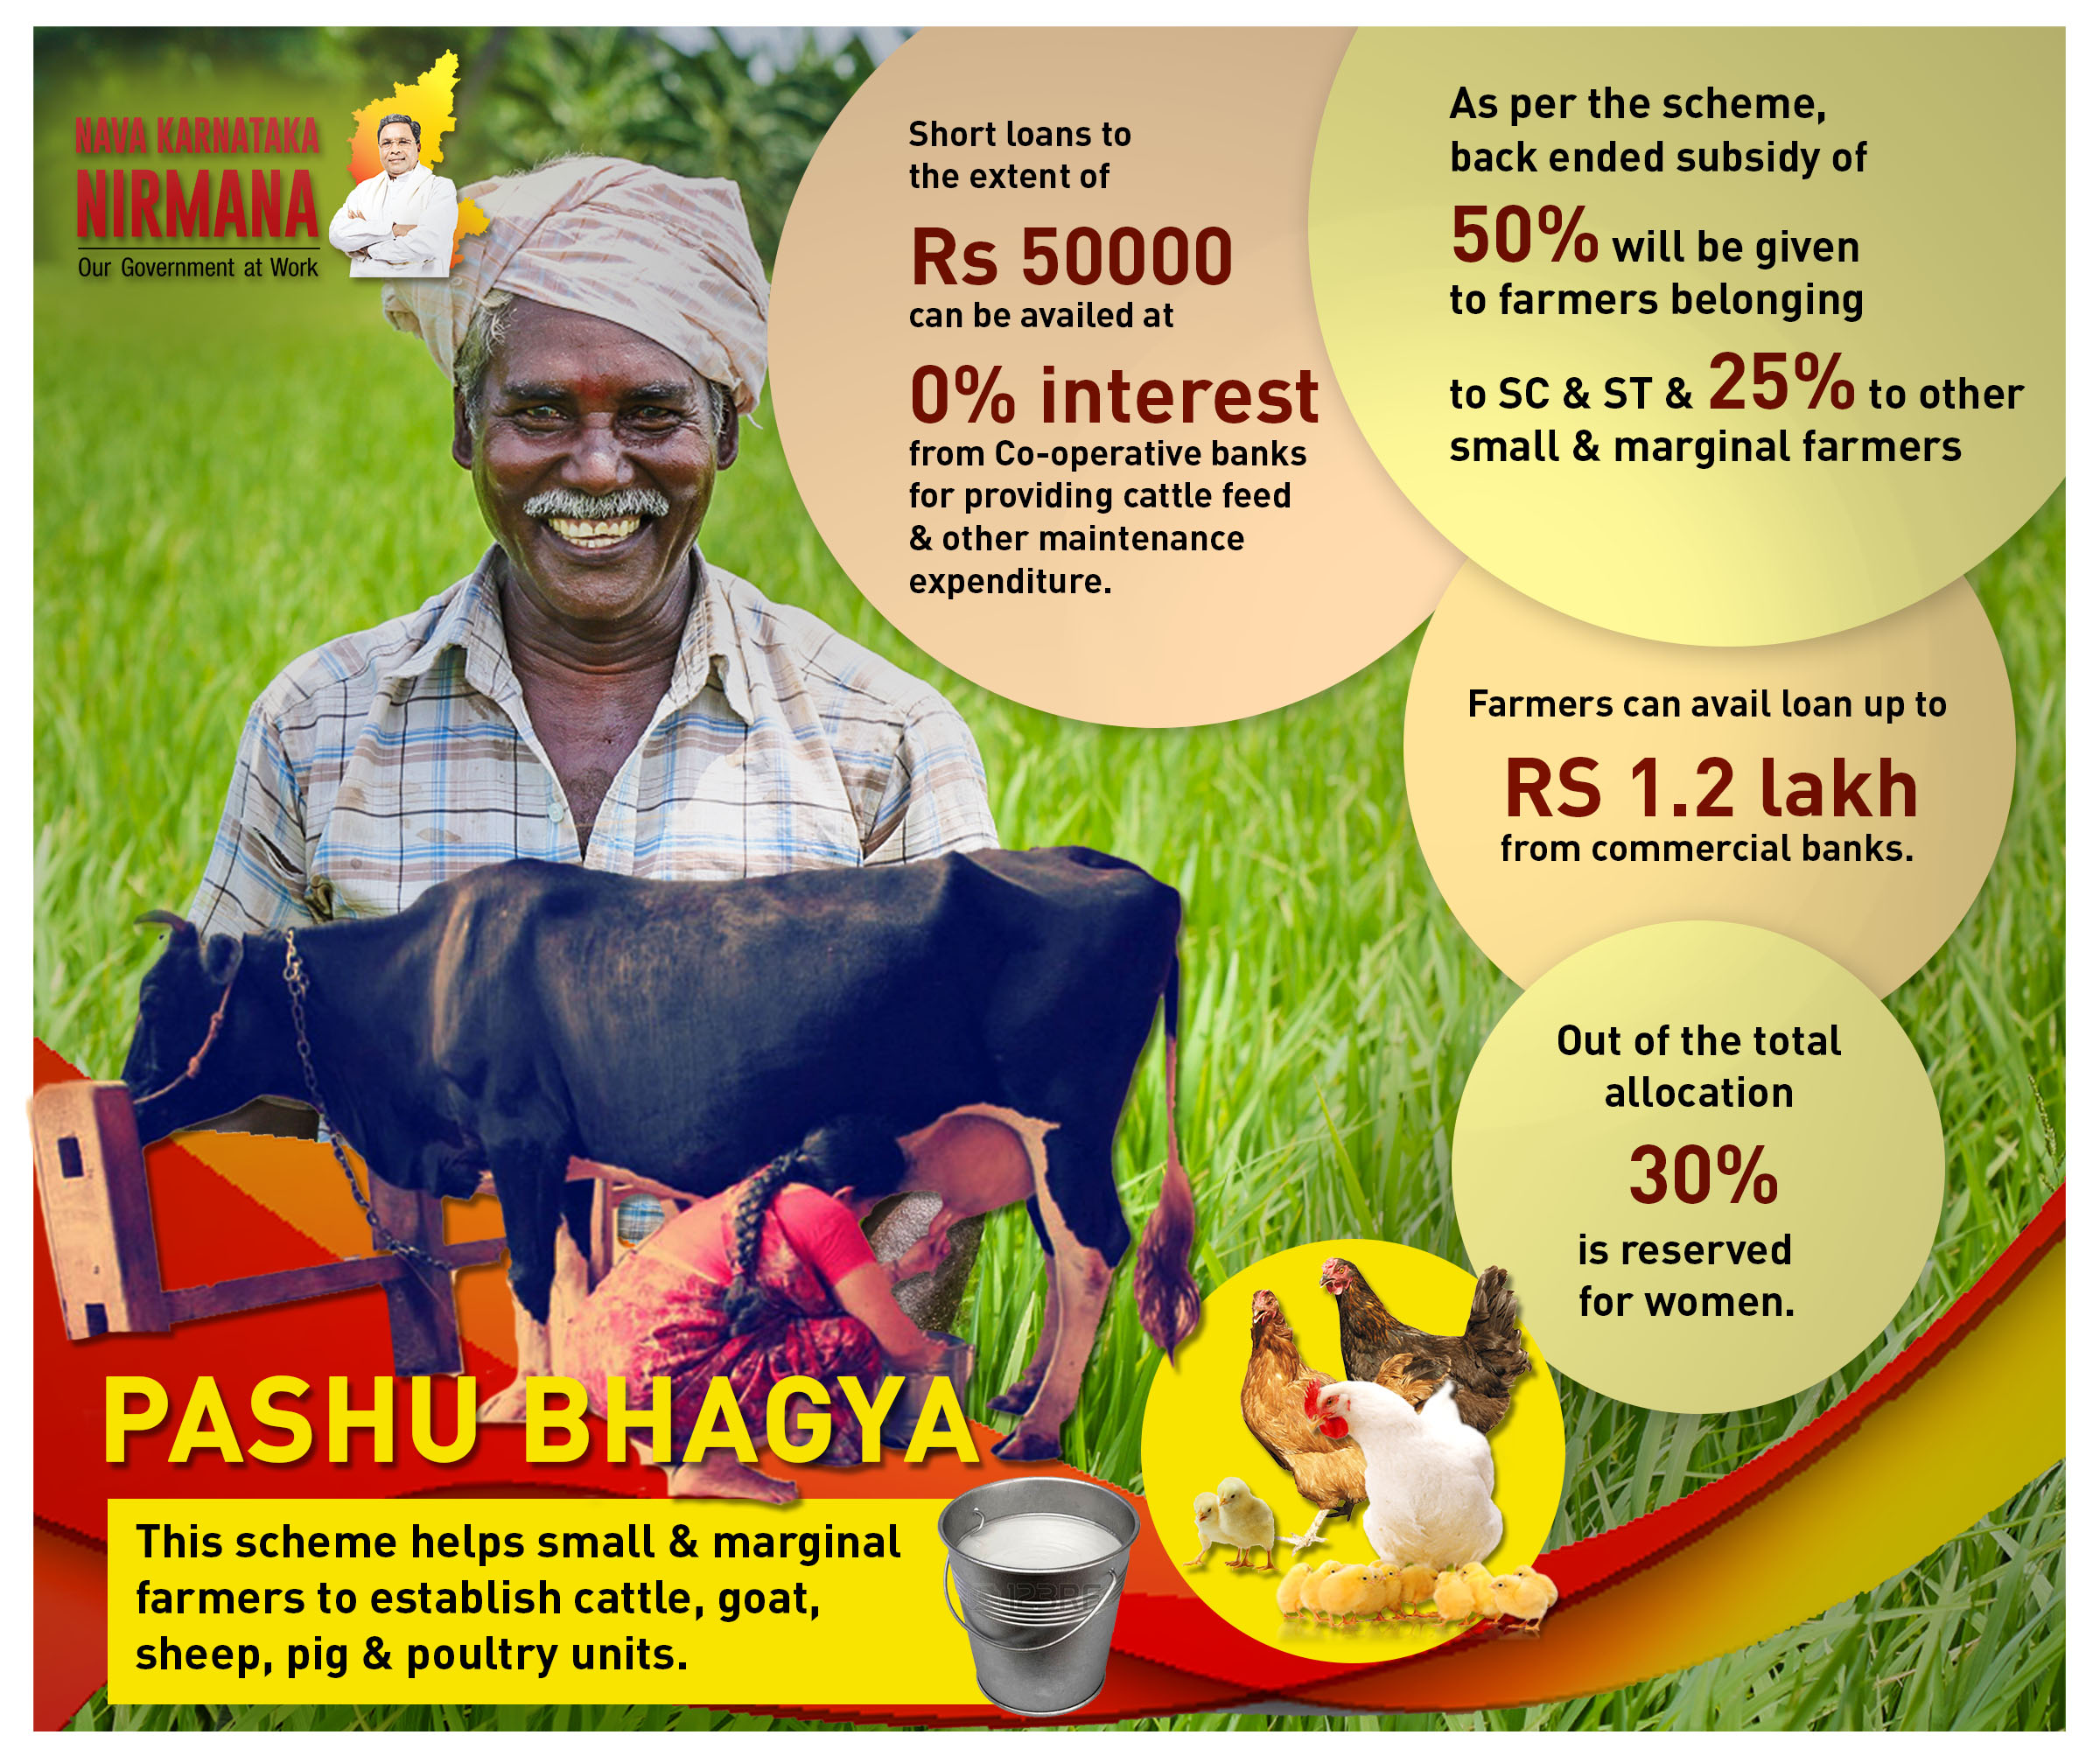 NAVA KARNATAKA
NIRMANA
Our Government at Work
Short loans to
the extent of
Rs 50000
can be availed at
0% interest
from Co-operative banks
for providing cattle feed
& other maintenance
expenditure.
As per the scheme,
back ended subsidy of
50% will be given
to farmers belonging
to SC & ST & 25% to other
small & marginal farmers
Farmers can avail loan up to
RS 1.2 lakh
from commercial banks.
Out of the total
allocation
30%
is reserved
for women.
PASHU BHAGYA
This scheme helps small & marginal
farmers to establish cattle, goat,
sheep, pig & poultry units.
123RF